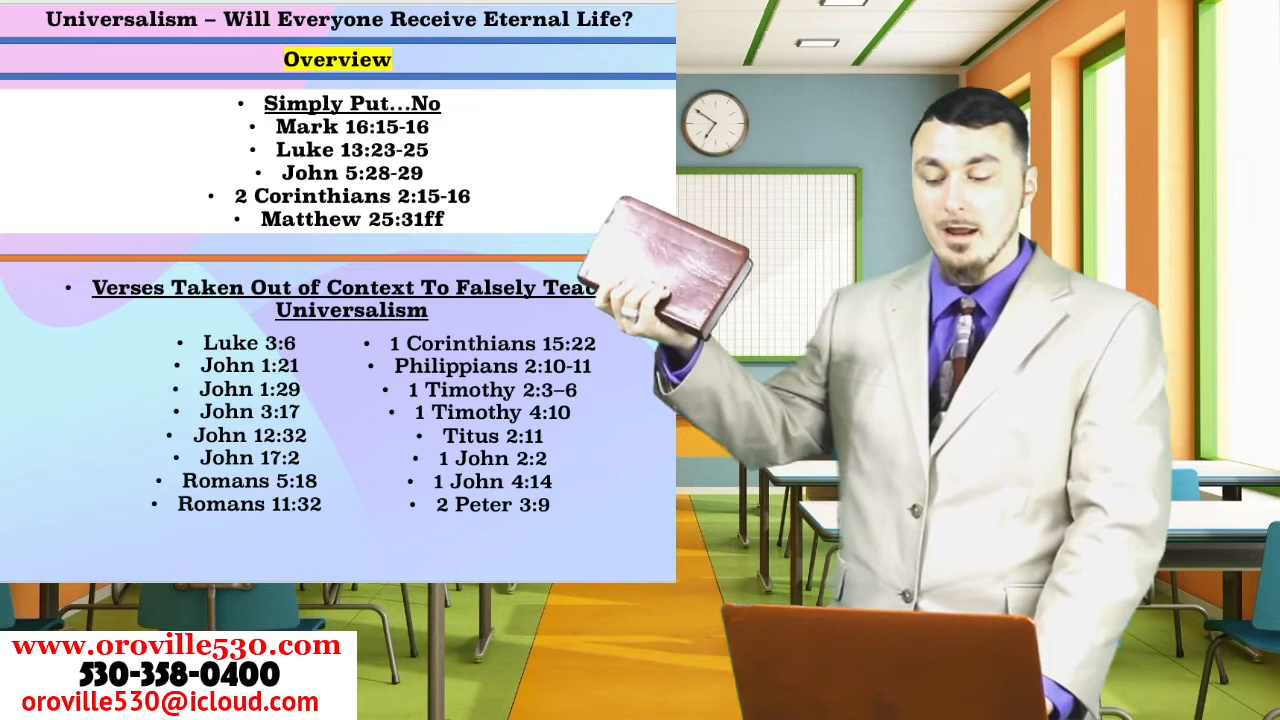 Universalism – Will Everyone Receive Eternal Life?
Overview
• Simply Put...No
• Mark 16:15-16
• Luke 13:23-25
• John 5:28-29
• 2 Corinthians 2:15-16
• Matthew 25:31ff
• Verses Taken Out of Context To Falsely
Universalism
• Luke 3:6
• John 1:21
• John 1:29
• John 3:17
• John 12:32
• John 17:2
• Romans 5:18
• Romans 11:32
• 1 Corinthians 15:22
• Philippians 2:10-11
• 1 Timothy 2:3–6
• 1 Timothy 4:10
• Titus 2:11
• 1 John 2:2
• 1 John 4:14
• 2 Peter 3:9
www.oroville530.com
530-358-0400
oroville530@icloud.com